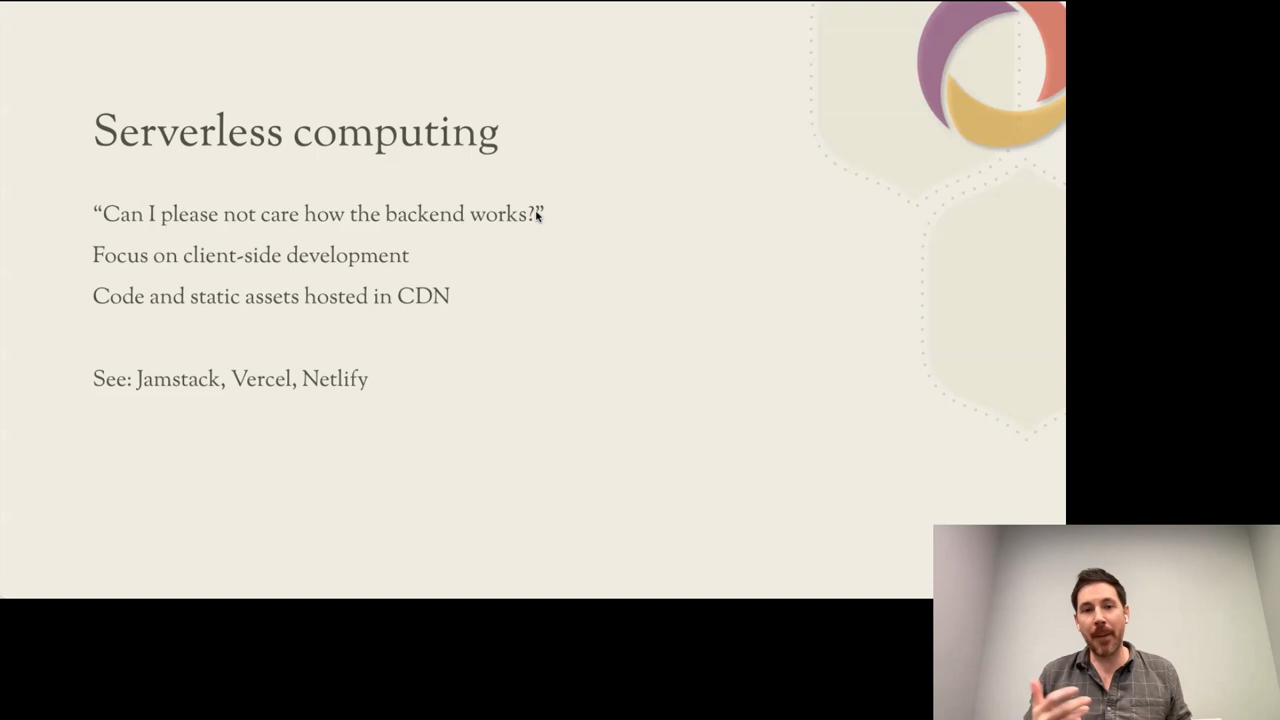 Serverless computing
“Can I please not care how the backend works?”
Focus on client-side development
Code and static assets hosted in CDN
See: Jamstack, Vercel, Netlify